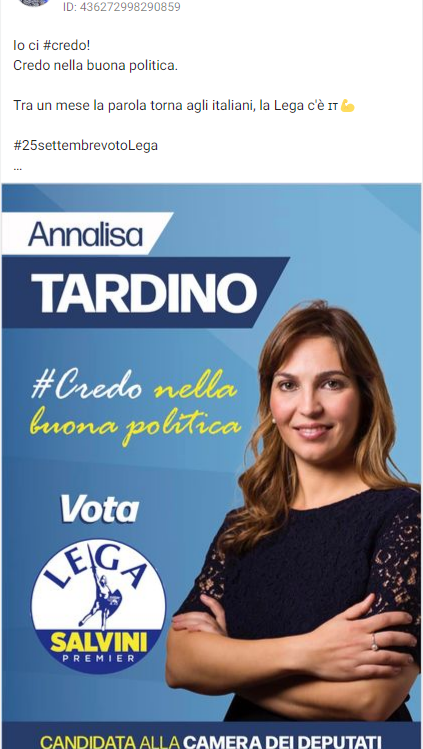 ID: 436272998290859
Io ci #credo!
Credo nella buona politica.
Tra un mese la parola torna agli italiani, la Lega c'è ɪᴛ💪
#25settembrevotoLega
...
Annalisa
TARDINO
#Credo nella
buona politica
Vota
LEGA
SALVINI
PREMIER
CANDIDATA ALLA CAMERA DEI DEPUTATI